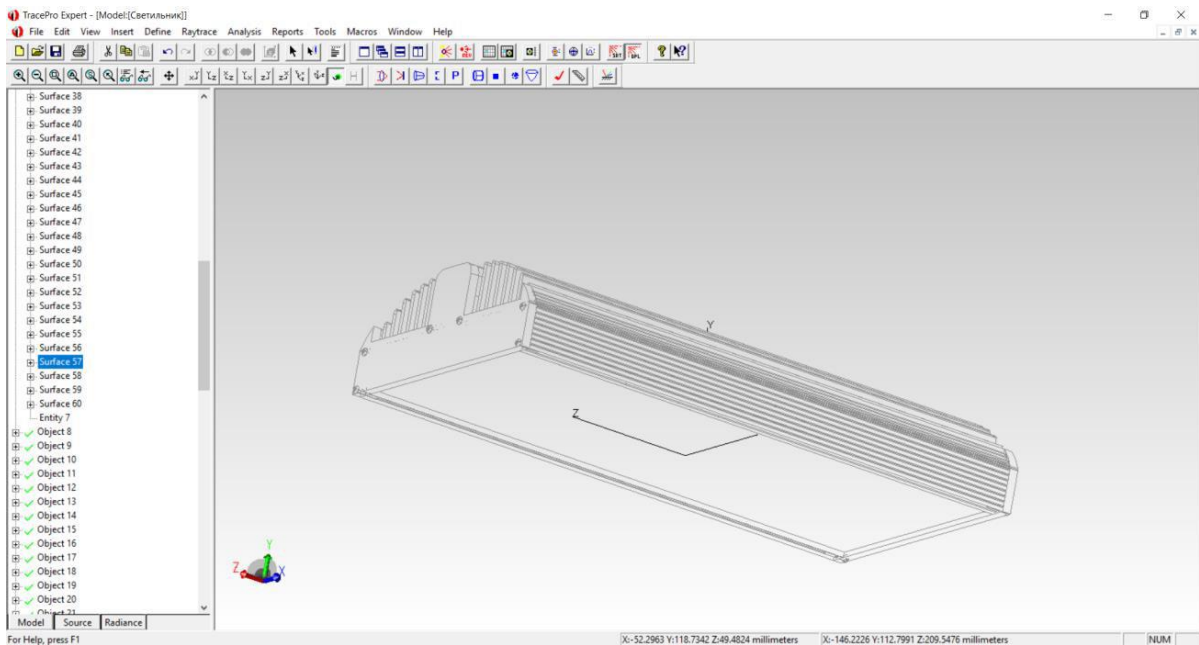 TracePro Expert - [Model:[Светильник]]
File Edit View Insert Define Raytrace Analysis Reports Tools Macros Window Help
Surface 38
Surface 39
Surface 40
Surface 41
Surface 42
Surface 43
Surface 44
Surface 45
Surface 46
Surface 47
Surface 48
Surface 49
Surface 50
Surface 51
Surface 52
Surface 53
Surface 54
Surface 55
Surface 56
Surface 57
Surface 58
Surface 59
Surface 60
Entity 7
Object 8
Object 9
Object 10
Object 11
Object 12
Object 13
Object 14
Object 15
Object 16
Object 17
Object 18
Object 19
Object 20
Object 21
Y
Z
Y
Z X
Model Source Radiance
For Help, press F1 X:-52.2963 Y:118.7342 Z:49.4824 millimeters X:-146.2226 Y:112.7991 Z:209.5476 millimeters NUM